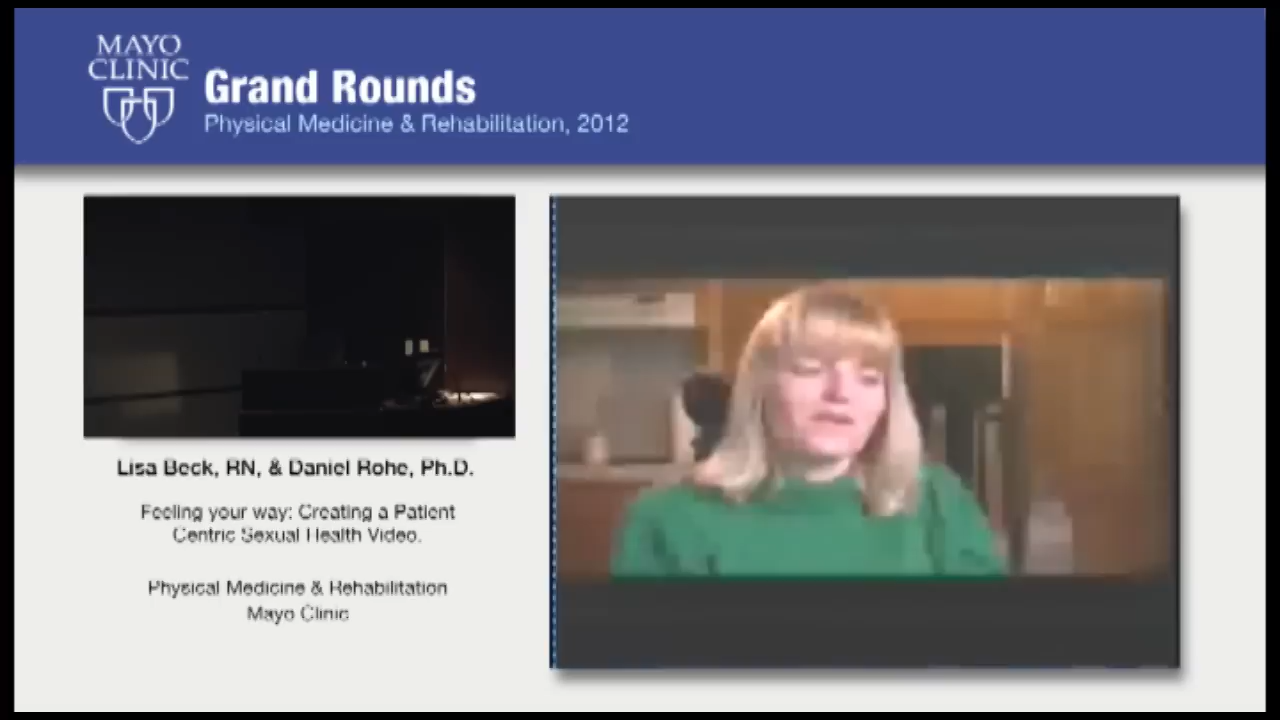 MAYO
CLINIC
Grand Rounds
Physical Medicine & Rehabilitation, 2012
Lisa Beck, RN, & Daniel Rohe, Ph.D.
Feeling your way: Creating a Patient
Centric Sexual Health Video.
Physical Medicine & Rehabilitation
Mayo Clinic